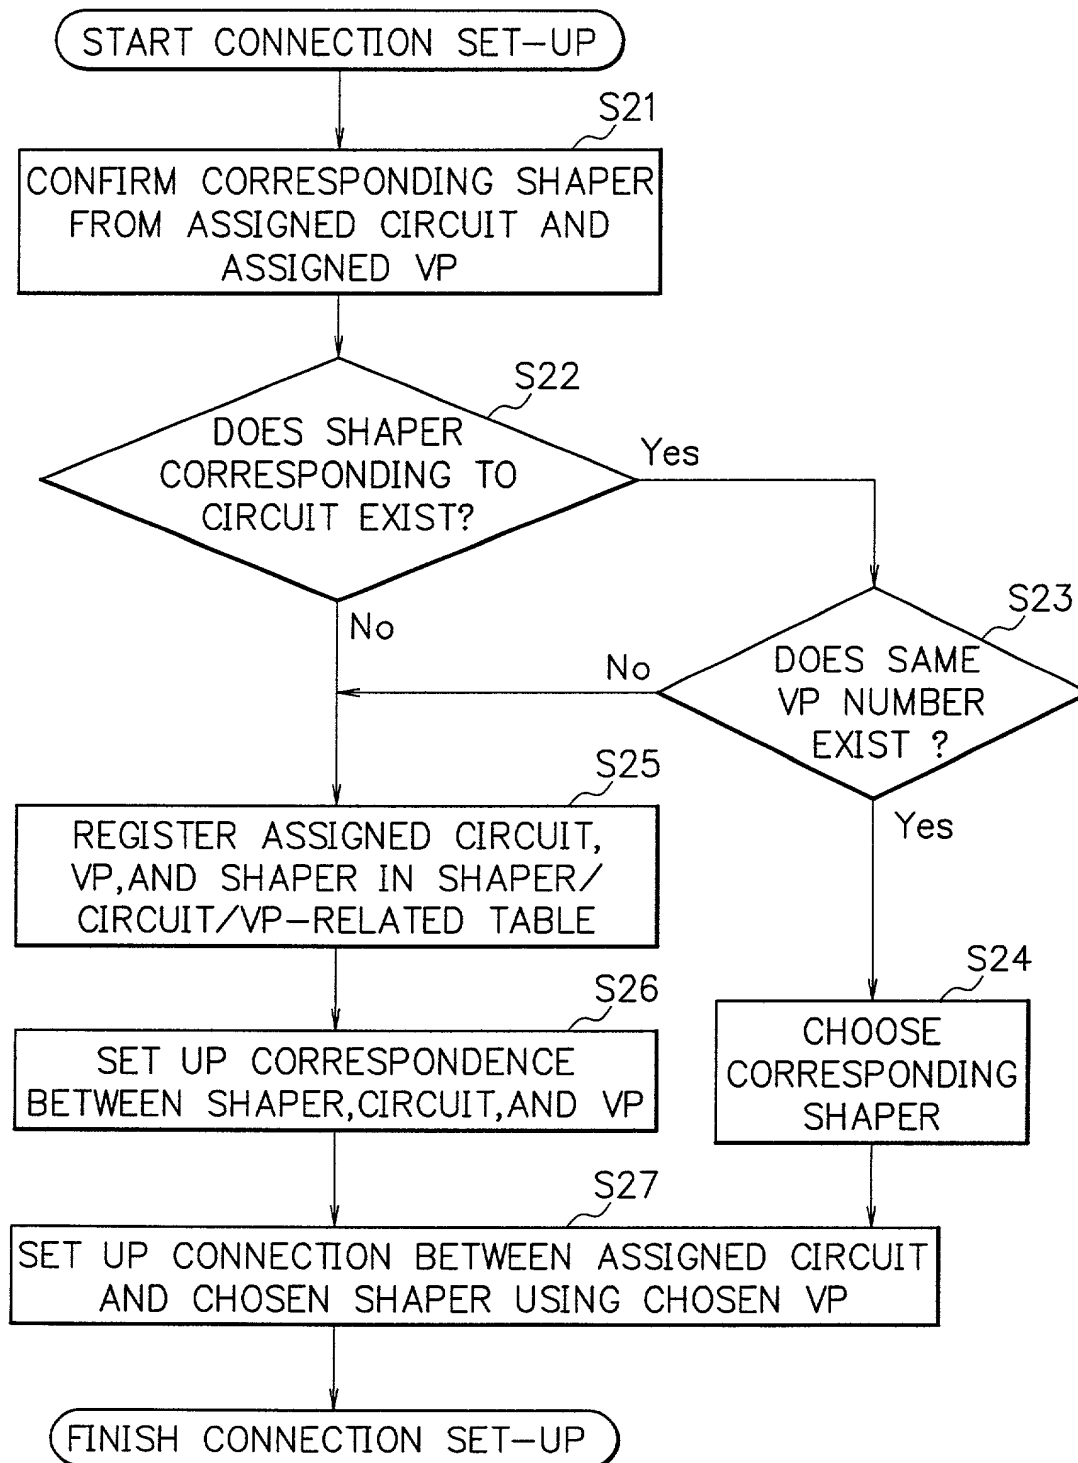 START CONNECTION SET-UP
S21
CONFIRM CORRESPONDING SHAPER
FROM ASSIGNED CIRCUIT AND
ASSIGNED VP
S22
DOES SHAPER
CORRESPONDING TO
CIRCUIT EXIST?
Yes
No
S23
DOES SAME
VP NUMBER
EXIST ?
No
Yes
S25
REGISTER ASSIGNED CIRCUIT,
VP,AND SHAPER IN SHAPER/
CIRCUIT/VP-RELATED TABLE
S24
CHOOSE
CORRESPONDING
SHAPER
S26
SET UP CORRESPONDENCE
BETWEEN SHAPER,CIRCUIT,AND VP
S27
SET UP CONNECTION BETWEEN ASSIGNED CIRCUIT
AND CHOSEN SHAPER USING CHOSEN VP
FINISH CONNECTION SET-UP